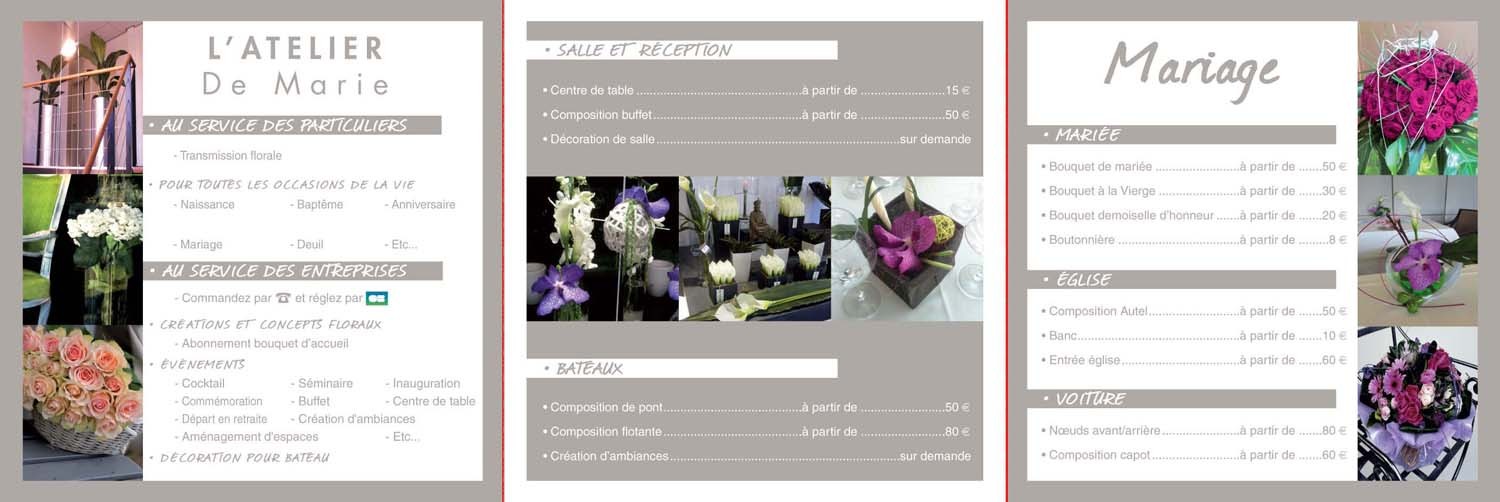 L'ATELIER
De Marie
• AU SERVICE DES PARTICULIERS
- Transmission florale
• POUR TOUTES LES OCCASIONS DE LA VIE
- Naissance - Baptême - Anniversaire
- Mariage - Deuil - Etc...
• AU SERVICE DES ENTREPRISES
- Commandez par ☎ et réglez par CB
• CRÉATIONS ET CONCEPTS FLORAUX
- Abonnement bouquet d'accueil
• ÉVÈNEMENTS
- Cocktail - Séminaire - Inauguration
- Commémoration - Buffet - Centre de table
- Départ en retraite - Création d'ambiances
- Aménagement d'espaces - Etc...
• DÉCORATION POUR BATEAU
• SALLE ET RÉCEPTION
• Centre de table ..................................................à partir de .........................15 €
• Composition buffet.............................................à partir de .........................50 €
• Décoration de salle.........................................................................sur demande
• BATEAUX
• Composition de pont..........................................à partir de .........................50 €
• Composition flotante..........................................à partir de .........................80 €
• Création d'ambiances.....................................................................sur demande
Mariage
• MARIÉE
• Bouquet de mariée .........................à partir de .......50 €
• Bouquet à la Vierge ........................à partir de .......30 €
• Bouquet demoiselle d'honneur .......à partir de .......20 €
• Boutonnière ....................................à partir de .........8 €
• ÉGLISE
• Composition Autel...........................à partir de .......50 €
• Banc................................................à partir de .......10 €
• Entrée église...................................à partir de .......60 €
• VOITURE
• Nœuds avant/arrière.......................à partir de .......80 €
• Composition capot..........................à partir de .......60 €